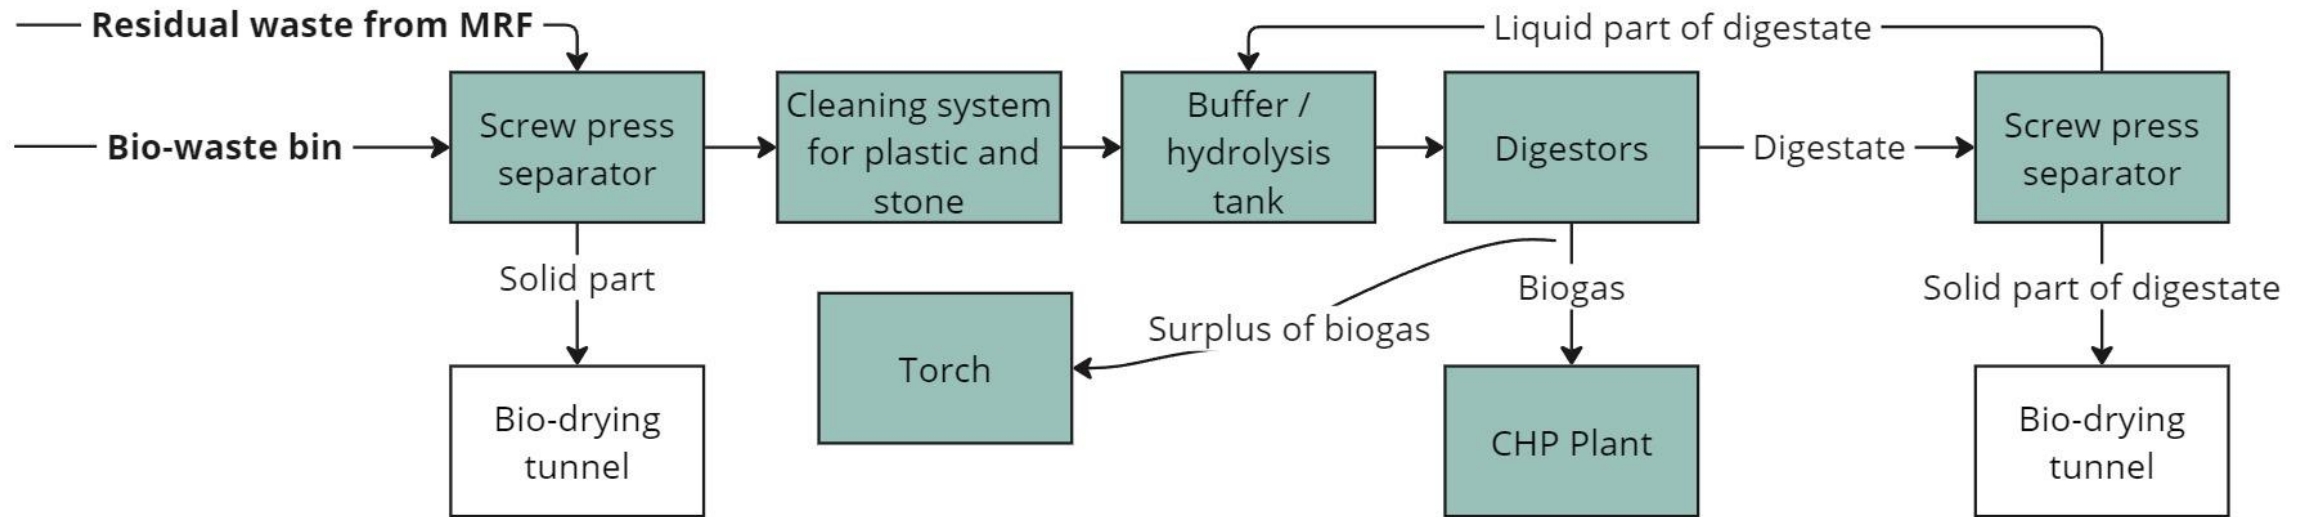 Residual waste from MRF
Liquid part of digestate
Bio-waste bin
Screw press
separator
Cleaning system
for plastic and
stone
Buffer /
hydrolysis
tank
Digestors
Digestate
Screw press
separator
Solid part
Surplus of biogas
Biogas
Solid part of digestate
Bio-drying
tunnel
Torch
CHP Plant
Bio-drying
tunnel